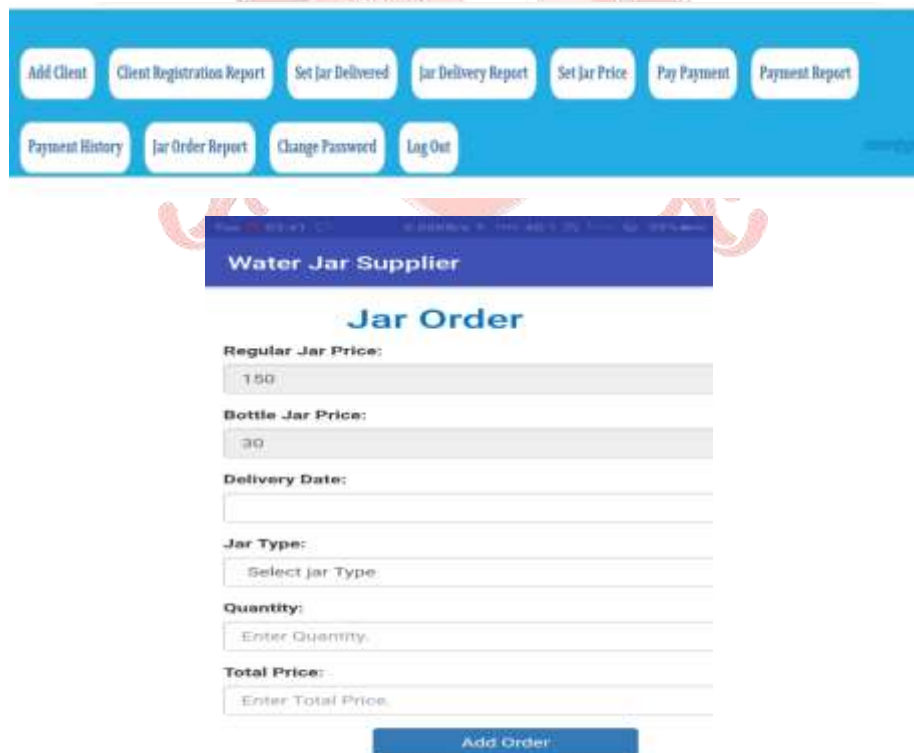 Add Client Client Registration Report Set Jar Delivered Jar Delivery Report Set Jar Price Pay Payment Payment Report
Payment History Jar Order Report Change Password Log Out
Water Jar Supplier
Jar Order
Regular Jar Price:
150
Bottle Jar Price:
30
Delivery Date:
Jar Type:
Select jar Type
Quantity:
Enter Quantity.
Total Price:
Enter Total Price.
Add Order